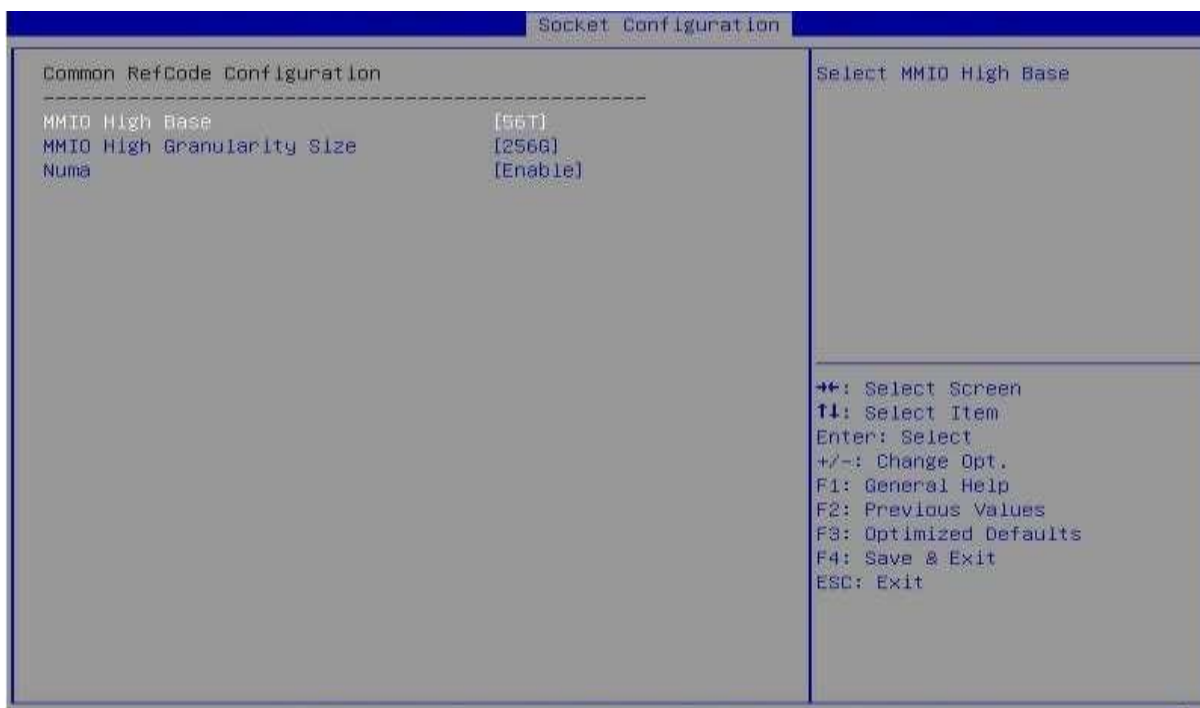 Socket Configuration
Common RefCode Configuration
------------------------------------------------
MMIO High Base [56T]
MMIO High Granularity Size [256G]
Numa [Enable]
Select MMIO High Base
→←: Select Screen
↑↓: Select Item
Enter: Select
+/-: Change Opt.
F1: General Help
F2: Previous Values
F3: Optimized Defaults
F4: Save & Exit
ESC: Exit